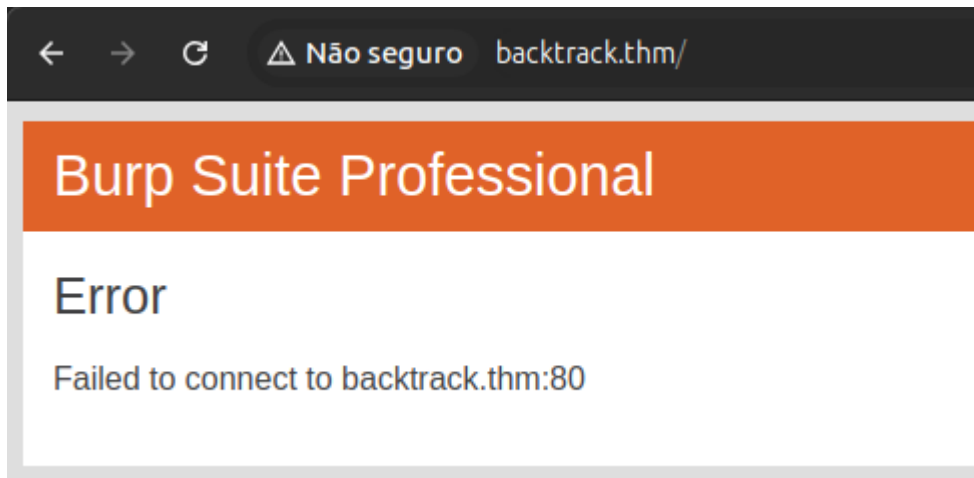 Não seguro backtrack.thm/
Burp Suite Professional
Error
Failed to connect to backtrack.thm:80